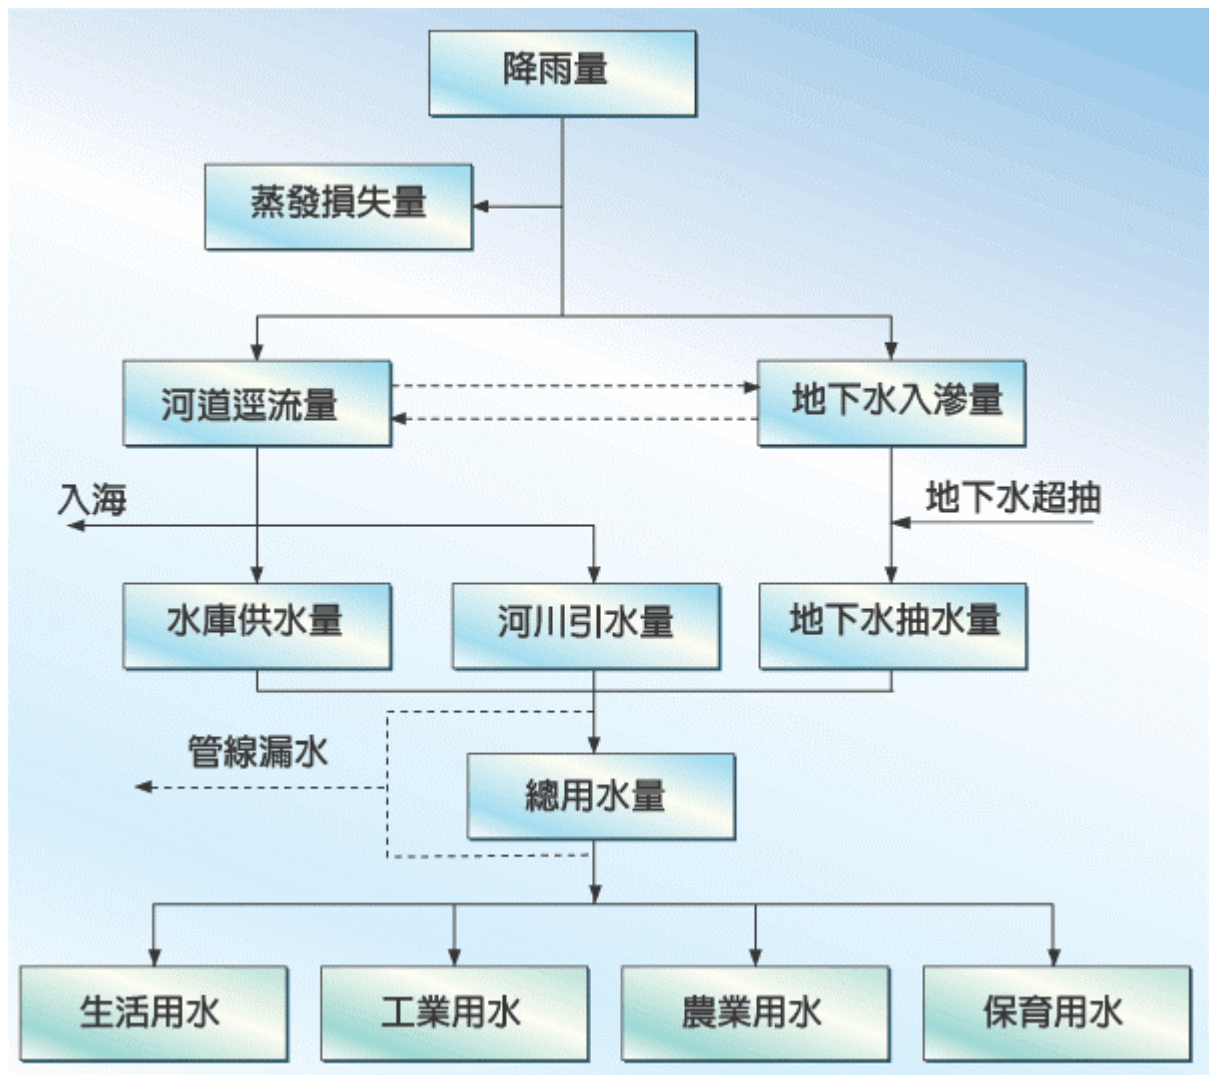 降雨量
蒸發損失量
河道逕流量
地下水入滲量
入海
地下水超抽
水庫供水量
河川引水量
地下水抽水量
管線漏水
總用水量
生活用水
工業用水
農業用水
保育用水